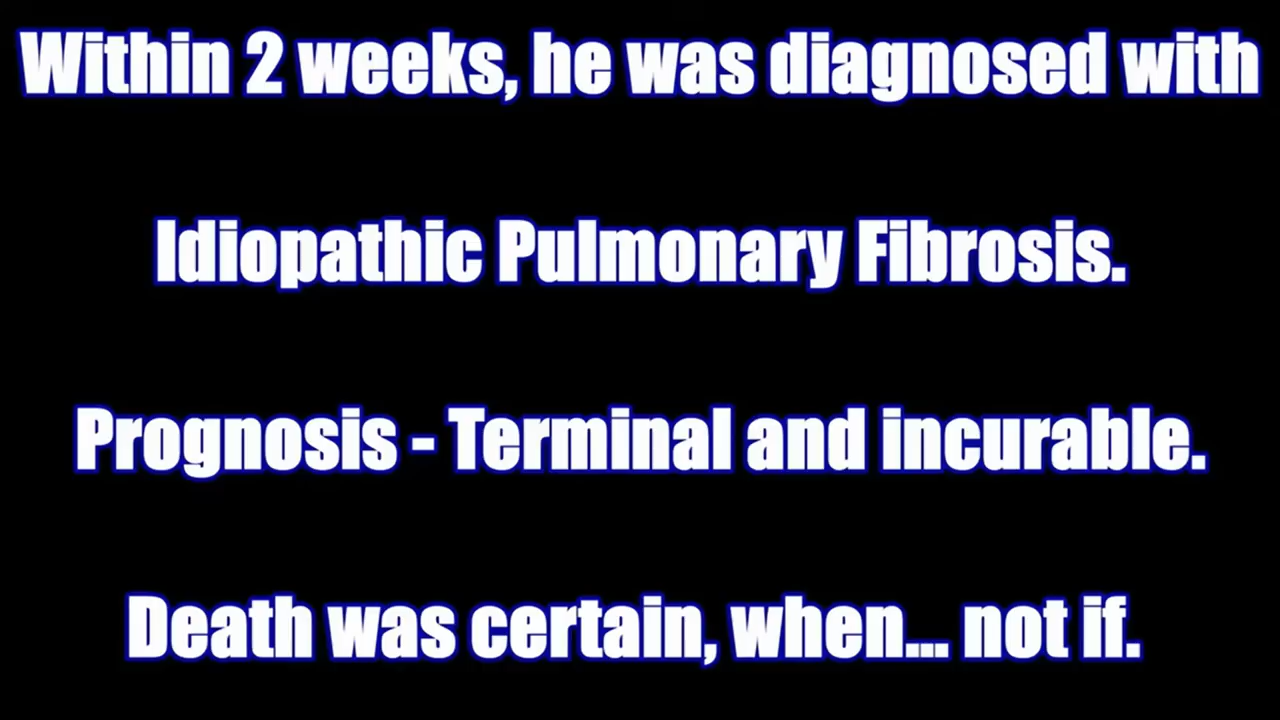 Within 2 weeks, he was diagnosed with
Idiopathic Pulmonary Fibrosis.
Prognosis - Terminal and incurable.
Death was certain, when... not if.